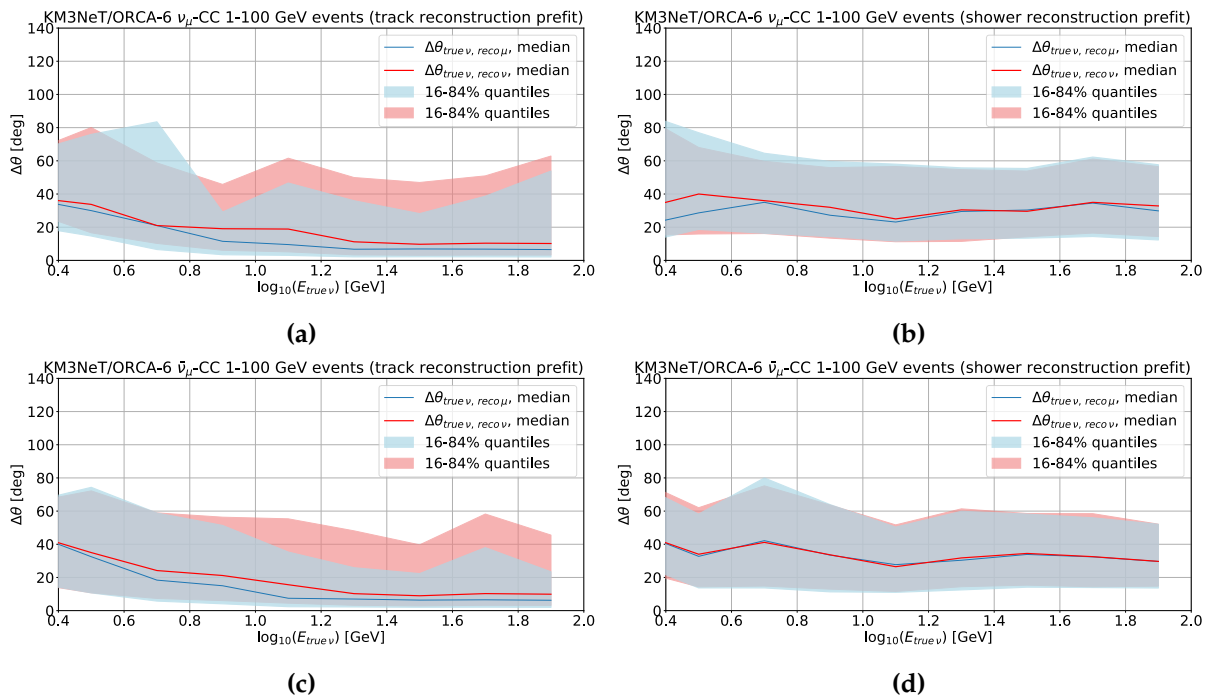 KM3NeT/ORCA-6 νμ-CC 1-100 GeV events (track reconstruction prefit)
Δθtrue ν, reco μ, median
Δθtrue ν, reco ν, median
16-84% quantiles
16-84% quantiles
140
120
100
80
60
40
20
0
Δθ [deg]
0.4 0.6 0.8 1.0 1.2 1.4 1.6 1.8 2.0
log10(Etrue ν) [GeV]
(a)
KM3NeT/ORCA-6 νμ-CC 1-100 GeV events (shower reconstruction prefit)
Δθtrue ν, reco μ, median
Δθtrue ν, reco ν, median
16-84% quantiles
16-84% quantiles
140
120
100
80
60
40
20
0
Δθ [deg]
0.4 0.6 0.8 1.0 1.2 1.4 1.6 1.8 2.0
log10(Etrue ν) [GeV]
(b)
KM3NeT/ORCA-6 ν̄μ-CC 1-100 GeV events (track reconstruction prefit)
Δθtrue ν, reco μ, median
Δθtrue ν, reco ν, median
16-84% quantiles
16-84% quantiles
140
120
100
80
60
40
20
0
Δθ [deg]
0.4 0.6 0.8 1.0 1.2 1.4 1.6 1.8 2.0
log10(Etrue ν) [GeV]
(c)
KM3NeT/ORCA-6 ν̄μ-CC 1-100 GeV events (shower reconstruction prefit)
Δθtrue ν, reco μ, median
Δθtrue ν, reco ν, median
16-84% quantiles
16-84% quantiles
140
120
100
80
60
40
20
0
Δθ [deg]
0.4 0.6 0.8 1.0 1.2 1.4 1.6 1.8 2.0
log10(Etrue ν) [GeV]
(d)